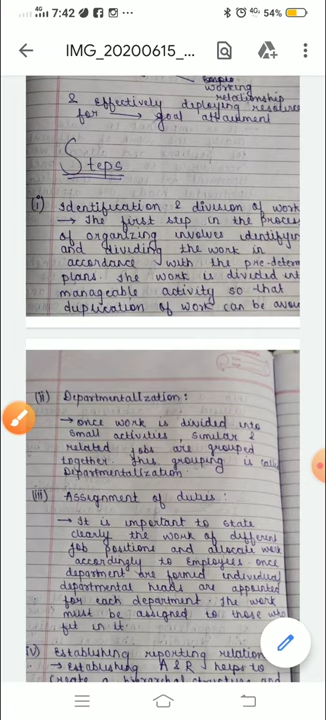 4G 7:42 4G 54%
IMG_20200615_...
working
relationship
& effectively deploying resources
for → goal attainment
Steps
(i) Identification & division of work
→ The first step in the process
of organizing involves identifyin
and dividing the work in
accordance with the pre-determ
plans. The work is divided int
manageable activity so that
duplication of work can be avoi
(ii) Departmentalization:
→ once work is divided into
small activities, similar &
related jobs are grouped
together. This grouping is called
Departmentalization
(iii) Assignment of duties:
→ It is important to state
clearly the work of different
job positions and allocate work
accordingly to Employees. once
department are formed individual
departmental heads are appointed
for each department. The work
must be assigned to those who
fit in it.
iv) Establishing reporting relation
→ Establishing A & R helps to
create a structure and